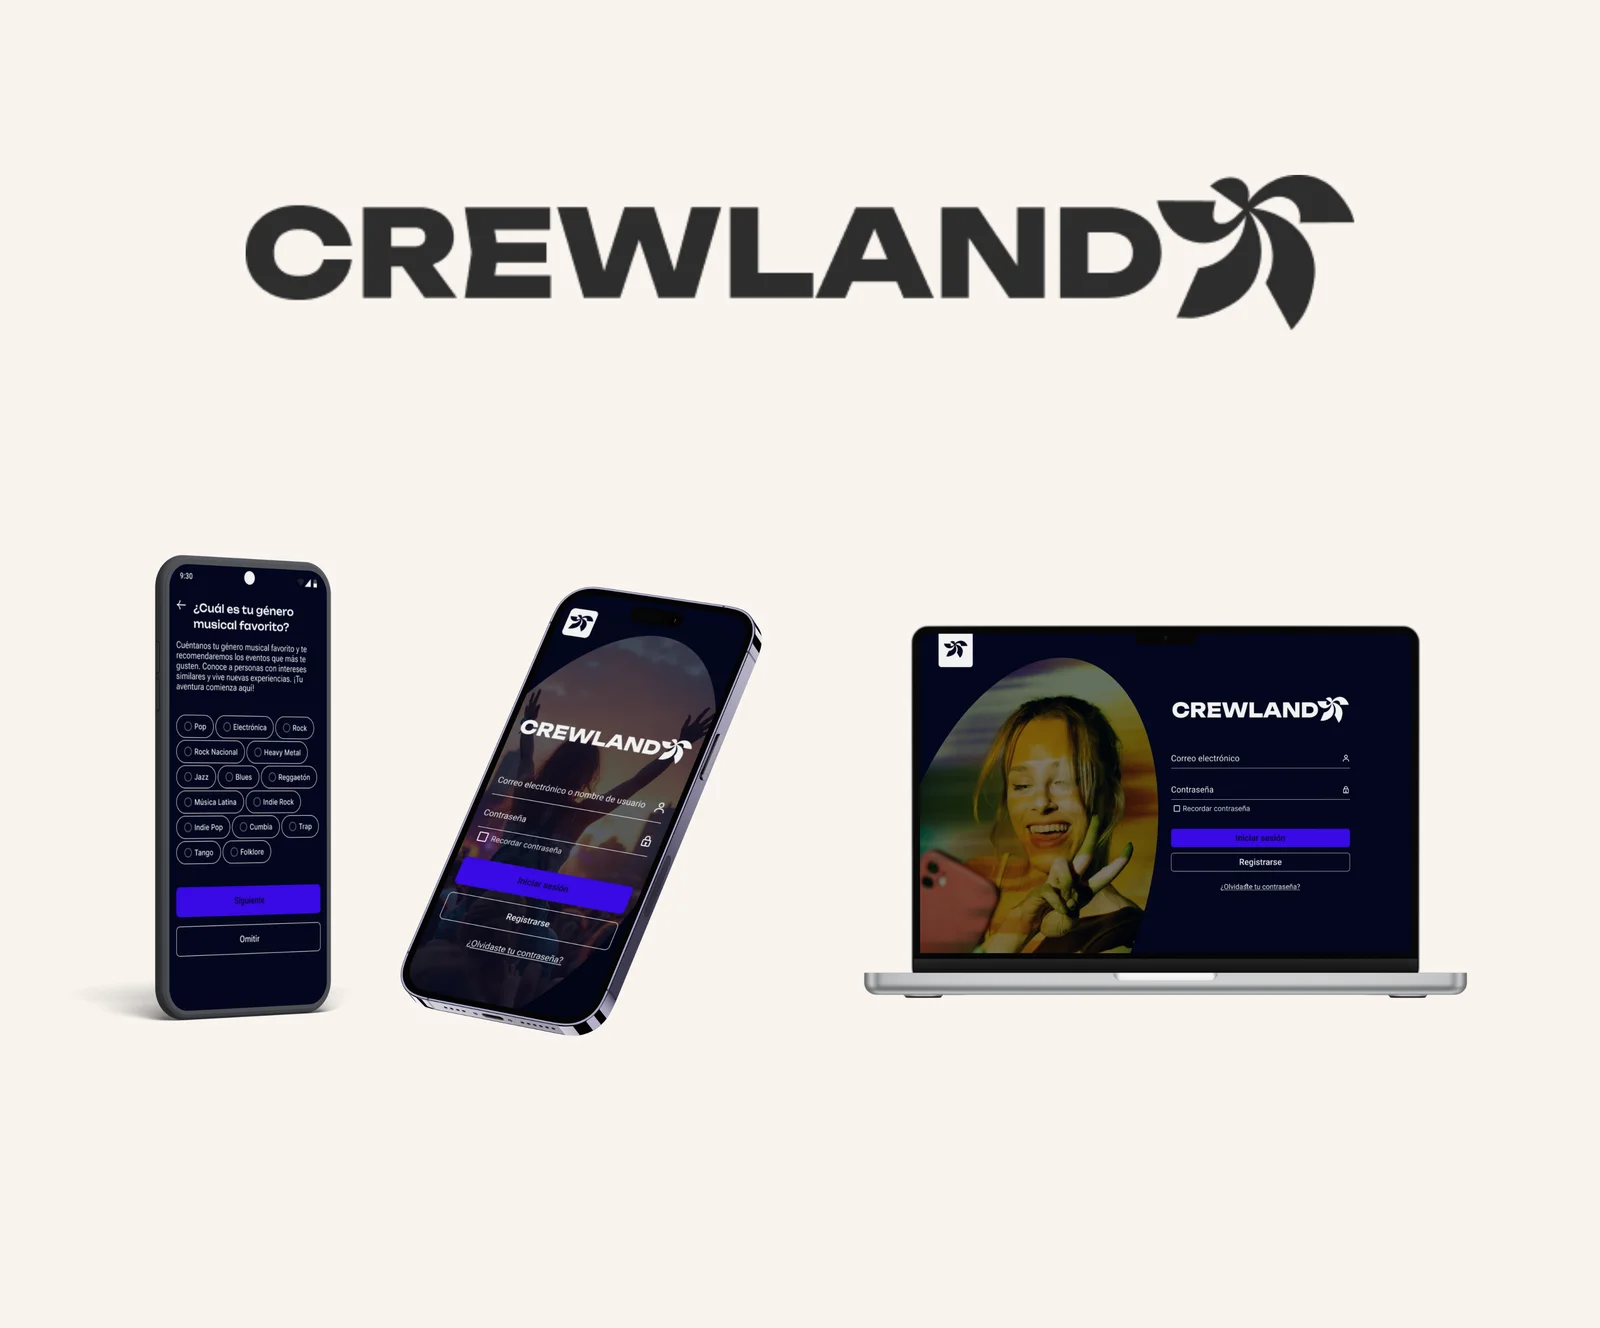 CREWLAND
9:30
¿Cuál es tu género
musical favorito?
Cuéntanos tu género musical favorito y te
recomendaremos los eventos que más te
gusten. Conoce a personas con intereses
similares y vive nuevas experiencias. ¡Tu
aventura comienza aquí!
Pop Electrónica Rock
Rock Nacional Heavy Metal
Jazz Blues Reggaetón
Música Latina Indie Rock
Indie Pop Cumbia Trap
Tango Folklore
Siguiente
Omitir
CREWLAND
Correo electrónico o nombre de usuario
Contraseña
Recordar contraseña
Iniciar sesión
Registrarse
¿Olvidaste tu contraseña?
CREWLAND
Correo electrónico
Contraseña
Recordar contraseña
Iniciar sesión
Registrarse
¿Olvidaste tu contraseña?